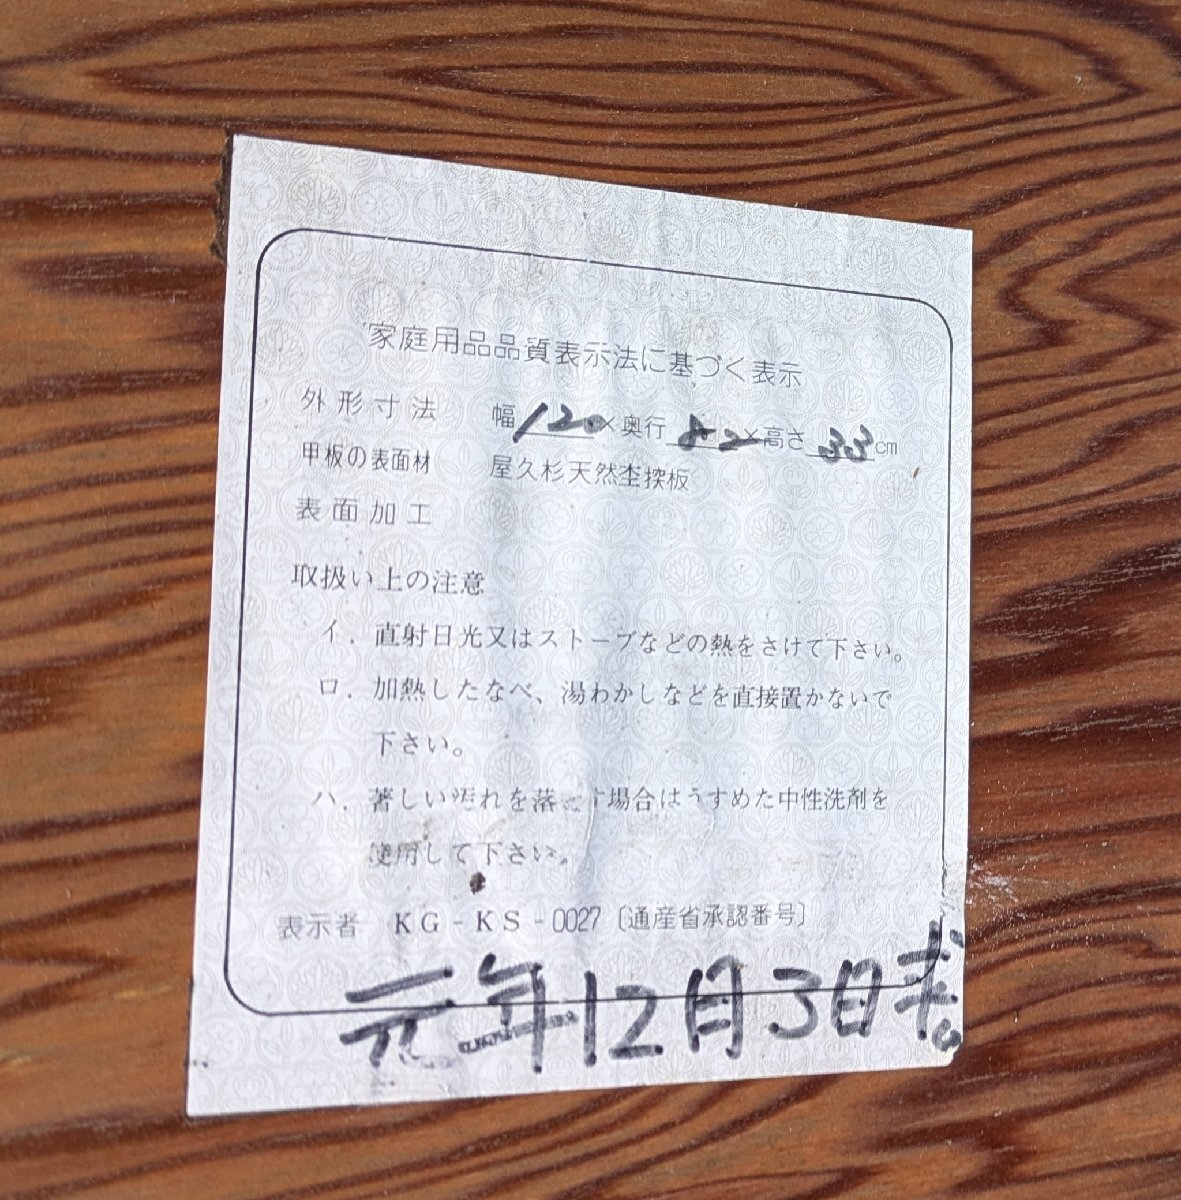 家庭用品品質表示法に基づく表示
外形寸法 幅120×奥行82×高さ33cm
甲板の表面材 屋久杉天然杢突板
表面加工
取扱い上の注意
イ. 直射日光又はストーブなどの熱をさけて下さい。
ロ. 加熱したなべ、湯わかしなどを直接置かないで
下さい。
ハ. 著しい汚れを落とす場合はうすめた中性洗剤を
使用して下さい。
表示者 KG-KS-0027〔通産省承認番号〕
元年12月3日